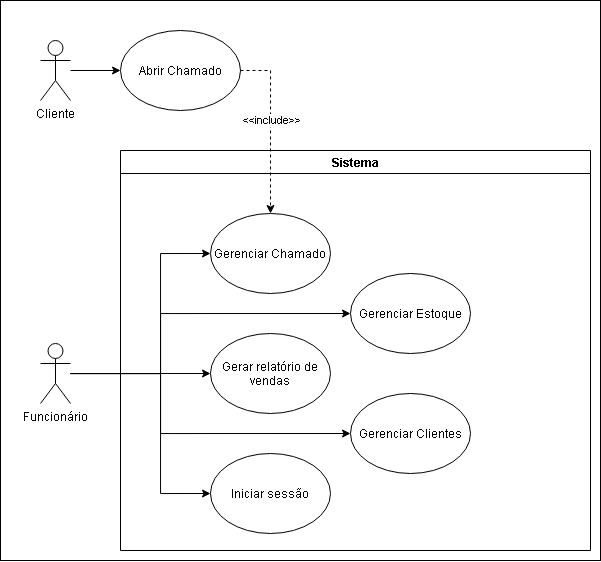 Abrir Chamado
Cliente
<<include>>
Sistema
Gerenciar Chamado
Gerenciar Estoque
Gerar relatório de
vendas
Funcionário
Gerenciar Clientes
Iniciar sessão